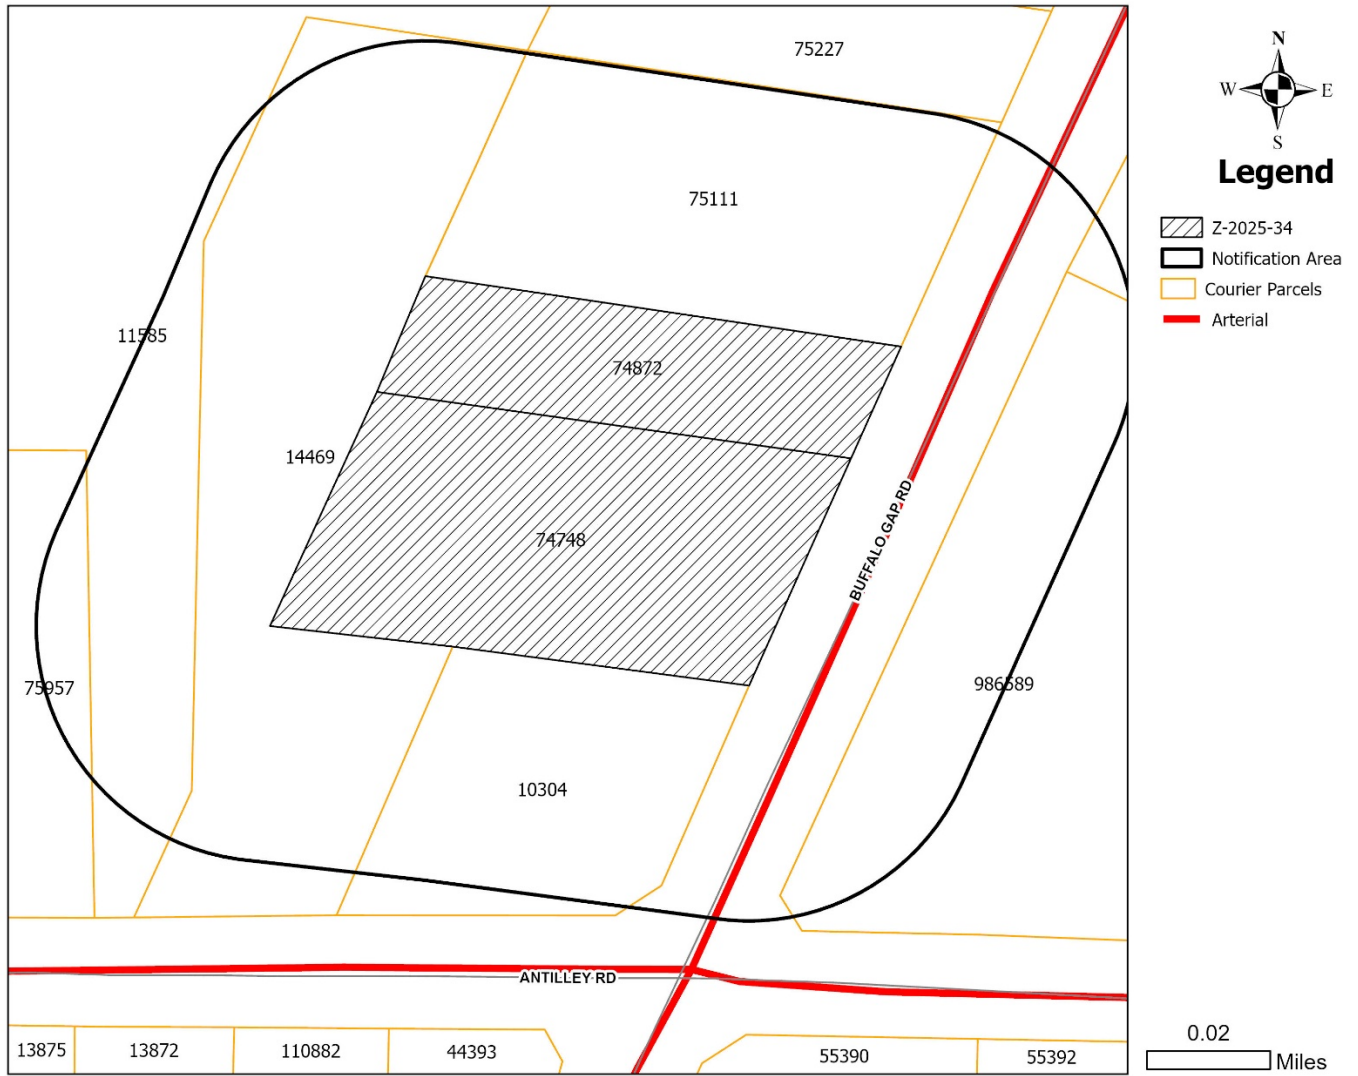 75227
N
W E
S
Legend
75111
Z-2025-34
Notification Area
Courier Parcels
Arterial
11585
74872
14469
BUFFALO GAP RD
74748
75957
986589
10304
ANTILLEY RD
13875
13872
110882
44393
55390
55392
0.02
Miles